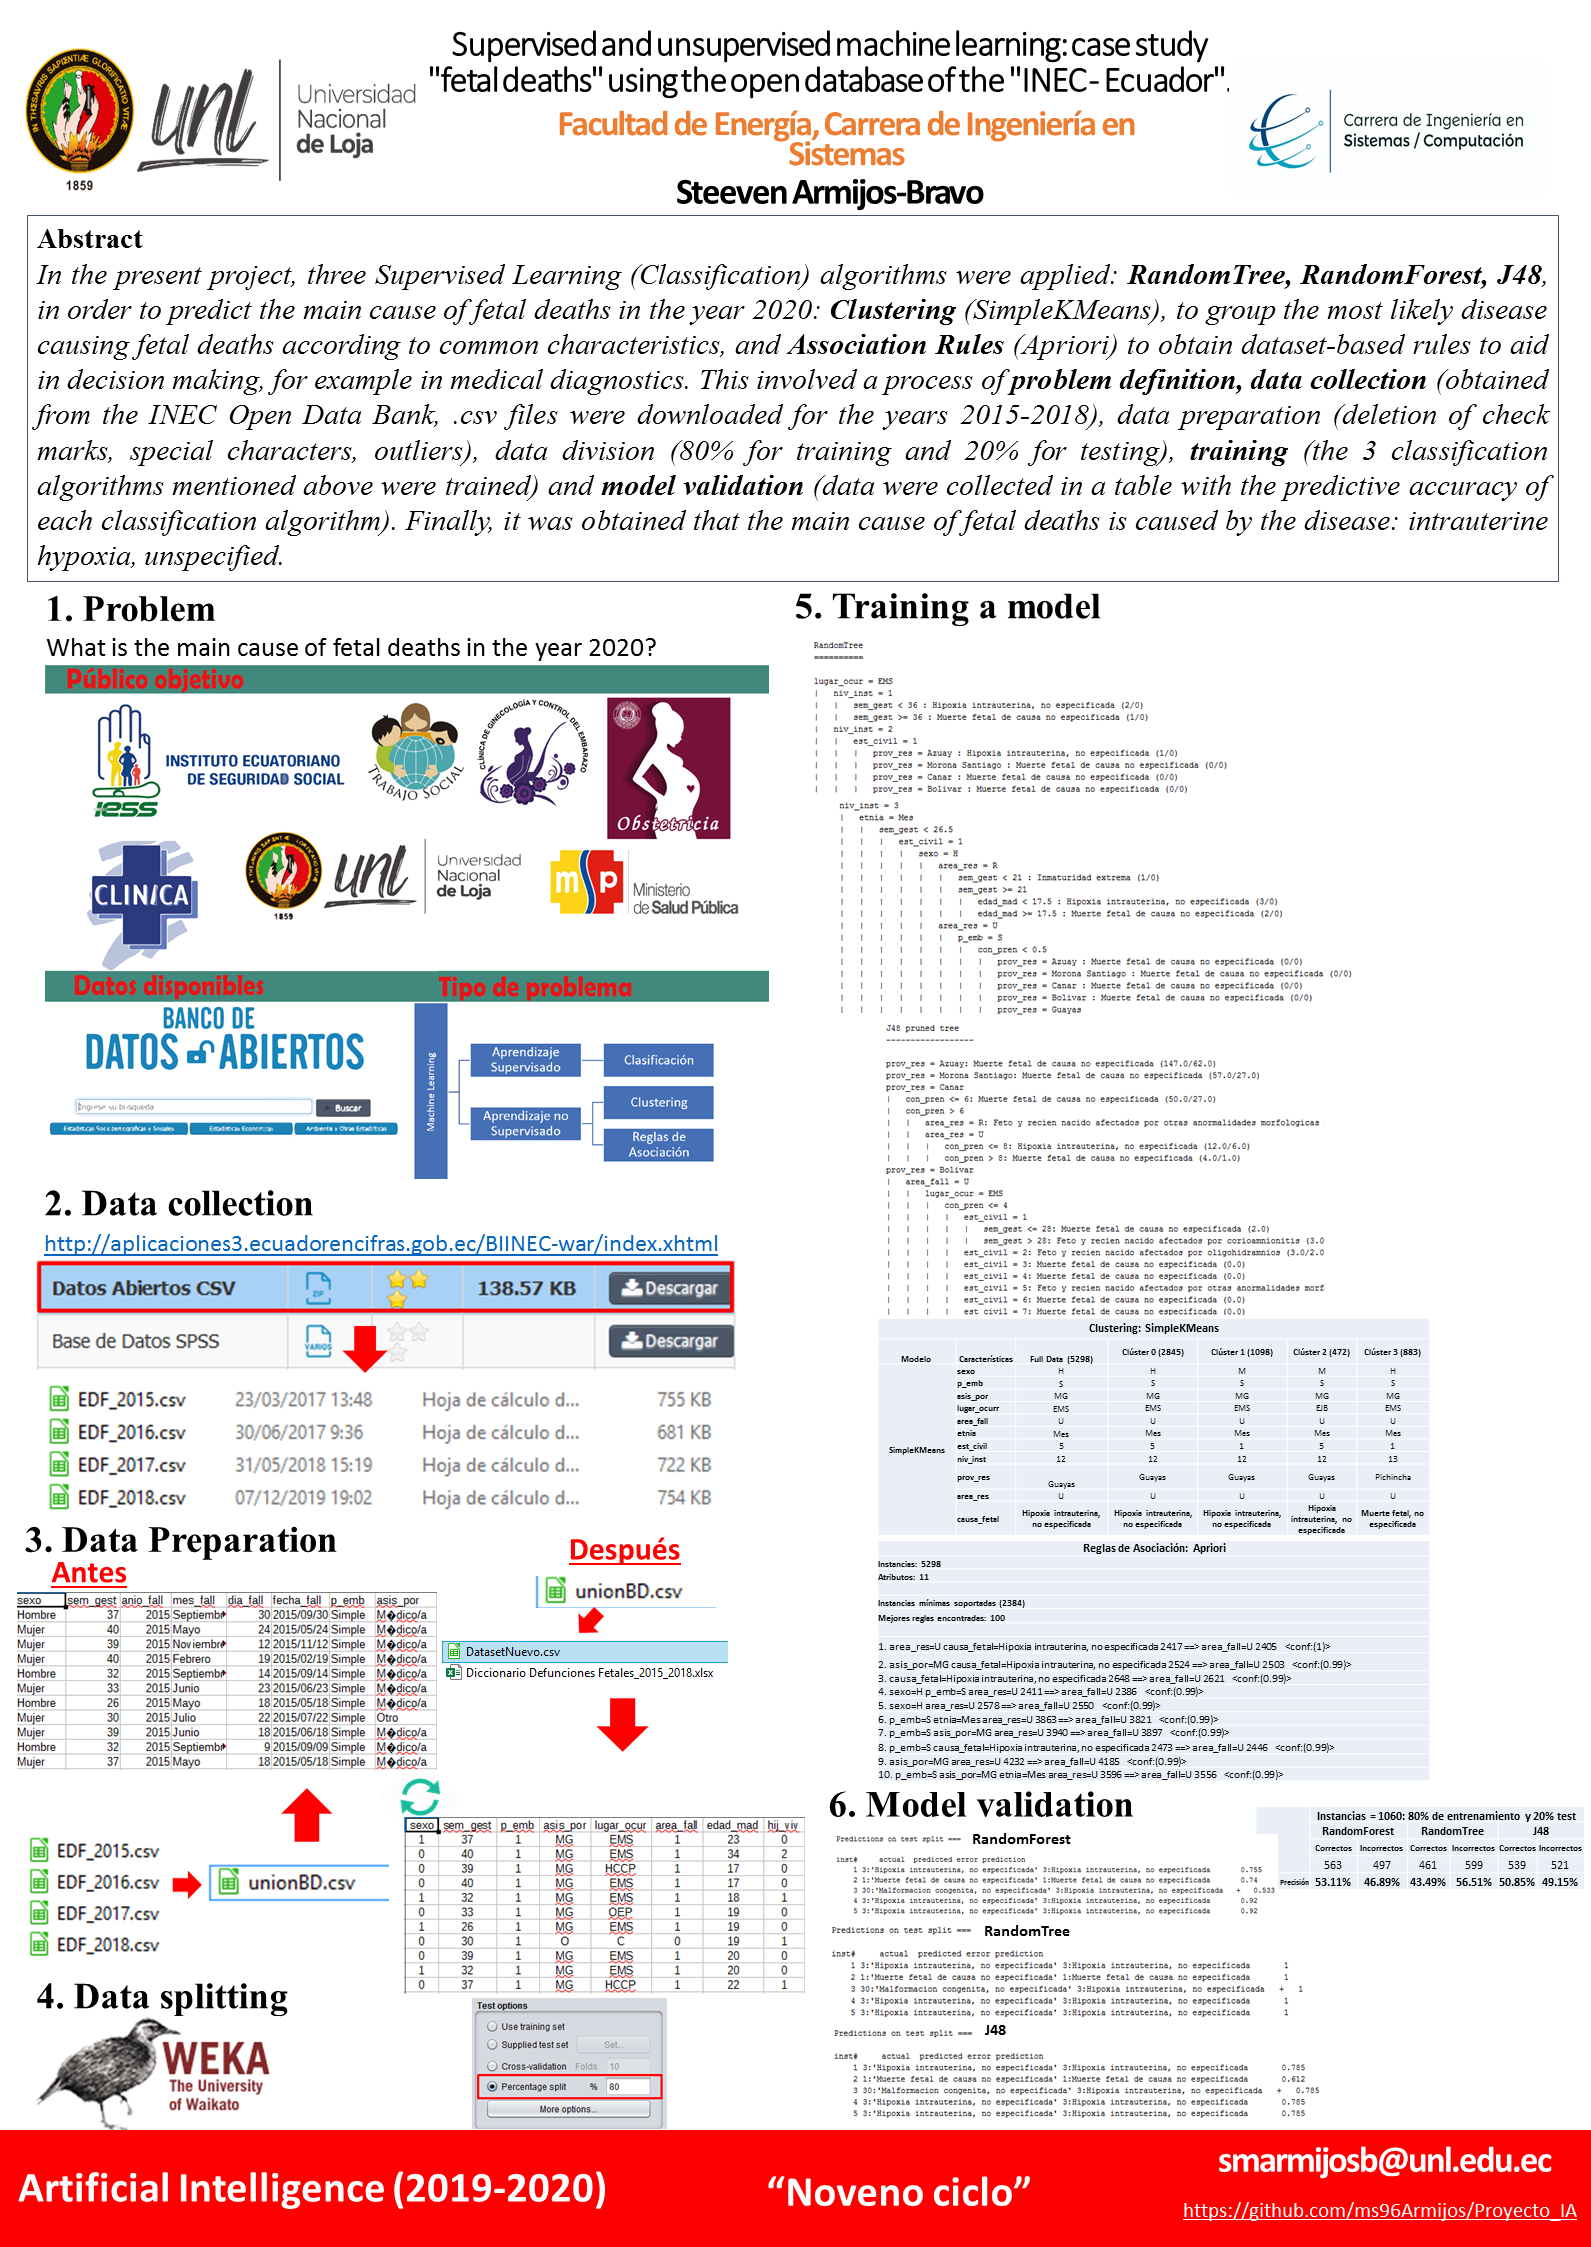 Supervised and unsupervised machine learning: case study
"fetal deaths" using the open database of the "INEC - Ecuador".
Facultad de Energía, Carrera de Ingeniería en
Sistemas
Steeven Armijos-Bravo
1859
unl
Universidad
Nacional
de Loja
Carrera de Ingeniería en
Sistemas / Computación
Abstract
In the present project, three Supervised Learning (Classification) algorithms were applied: RandomTree, RandomForest, J48,
in order to predict the main cause of fetal deaths in the year 2020: Clustering (SimpleKMeans), to group the most likely disease
causing fetal deaths according to common characteristics, and Association Rules (Apriori) to obtain dataset-based rules to aid
in decision making, for example in medical diagnostics. This involved a process of problem definition, data collection (obtained
from the INEC Open Data Bank, .csv files were downloaded for the years 2015-2018), data preparation (deletion of check
marks, special characters, outliers), data division (80% for training and 20% for testing), training (the 3 classification
algorithms mentioned above were trained) and model validation (data were collected in a table with the predictive accuracy of
each classification algorithm). Finally, it was obtained that the main cause of fetal deaths is caused by the disease: intrauterine
hypoxia, unspecified.
1. Problem
What is the main cause of fetal deaths in the year 2020?
Público objetivo
IESS
INSTITUTO ECUATORIANO
DE SEGURIDAD SOCIAL
TRABAJO SOCIAL
CLÍNICA DE GINECOLOGÍA Y CONTROL DEL EMBARAZO
Obstetricia
CLINICA
1859
unl
Universidad
Nacional
de Loja
msp
Ministerio
de Salud Pública
Datos disponibles
Tipo de problema
BANCO DE
DATOS ABIERTOS
Ingrese su busqueda
Buscar
Estadísticas Sociodemográficas y Sociales
Estadísticas Económicas
Ambiente y Otras Estadísticas
Machine Learning
Aprendizaje
Supervisado
Clasificación
Aprendizaje no
Supervisado
Clustering
Reglas de
Asociación
2. Data collection
http://aplicaciones3.ecuadorencifras.gob.ec/BIINEC-war/index.xhtml
Datos Abiertos CSV ZIP 138.57 KB Descargar
Base de Datos SPSS VARIOS Descargar
EDF_2015.csv 23/03/2017 13:48 Hoja de cálculo d... 755 KB
EDF_2016.csv 30/06/2017 9:36 Hoja de cálculo d... 681 KB
EDF_2017.csv 31/05/2018 15:19 Hoja de cálculo d... 722 KB
EDF_2018.csv 07/12/2019 19:02 Hoja de cálculo d... 754 KB
3. Data Preparation
Antes
sexo sem_gest anio_fall mes_fall dia_fall fecha_fall p_emb asis_por
Hombre 37 2015 Septiembr 30 2015/09/30 Simple M�dico/a
Mujer 40 2015 Mayo 24 2015/05/24 Simple M�dico/a
Mujer 39 2015 Noviembre 12 2015/11/12 Simple M�dico/a
Mujer 40 2015 Febrero 19 2015/02/19 Simple M�dico/a
Hombre 32 2015 Septiembr 14 2015/09/14 Simple M�dico/a
Mujer 33 2015 Junio 23 2015/06/23 Simple M�dico/a
Hombre 26 2015 Mayo 18 2015/05/18 Simple M�dico/a
Mujer 30 2015 Julio 22 2015/07/22 Simple Otro
Mujer 39 2015 Junio 18 2015/06/18 Simple M�dico/a
Hombre 32 2015 Septiembr 9 2015/09/09 Simple M�dico/a
Mujer 37 2015 Mayo 18 2015/05/18 Simple M�dico/a
EDF_2015.csv
EDF_2016.csv
EDF_2017.csv
EDF_2018.csv
unionBD.csv
Después
unionBD.csv
DatasetNuevo.csv
Diccionario Defunciones Fetales_2015_2018.xlsx
sexo sem_gest p_emb asis_por lugar_ocur area_fall edad_mad hij_viv
1 37 1 MG EMS 1 23 0
0 40 1 MG EMS 1 34 2
0 39 1 MG HCCP 1 17 0
0 40 1 MG EMS 1 17 0
1 32 1 MG EMS 1 18 1
0 33 1 MG OEP 1 19 0
1 26 1 MG EMS 1 19 0
0 30 1 O C 0 19 1
0 39 1 MG EMS 1 20 0
1 32 1 MG EMS 1 20 0
0 37 1 MG HCCP 1 22 1
4. Data splitting
WEKA
The University
of Waikato
Test options
Use training set
Supplied test set Set...
Cross-validation Folds 10
Percentage split % 80
More options...
5. Training a model
RandomTree
==========
lugar_ocur = EMS
| niv_inst = 1
| | sem_gest < 36 : Hipoxia intrauterina, no especificada (2/0)
| | sem_gest >= 36 : Muerte fetal de causa no especificada (1/0)
| niv_inst = 2
| | est_civil = 1
| | | prov_res = Azuay : Hipoxia intrauterina, no especificada (1/0)
| | | prov_res = Morona Santiago : Muerte fetal de causa no especificada (0/0)
| | | prov_res = Canar : Muerte fetal de causa no especificada (0/0)
| | | prov_res = Bolivar : Muerte fetal de causa no especificada (0/0)
niv_inst = 3
| etnia = Mes
| | sem_gest < 26.5
| | | est_civil = 1
| | | | sexo = H
| | | | | area_res = R
| | | | | | sem_gest < 21 : Inmaturidad extrema (1/0)
| | | | | | sem_gest >= 21
| | | | | | | edad_mad < 17.5 : Hipoxia intrauterina, no especificada (3/0)
| | | | | | | edad_mad >= 17.5 : Muerte fetal de causa no especificada (2/0)
| | | | | area_res = U
| | | | | | p_emb = S
| | | | | | | con_pren < 0.5
| | | | | | | | prov_res = Azuay : Muerte fetal de causa no especificada (0/0)
| | | | | | | | prov_res = Morona Santiago : Muerte fetal de causa no especificada (0/0)
| | | | | | | | prov_res = Canar : Muerte fetal de causa no especificada (0/0)
| | | | | | | | prov_res = Bolivar : Muerte fetal de causa no especificada (0/0)
| | | | | | | | prov_res = Guayas
J48 pruned tree
------------------
prov_res = Azuay: Muerte fetal de causa no especificada (147.0/62.0)
prov_res = Morona Santiago: Muerte fetal de causa no especificada (57.0/27.0)
prov_res = Canar
| con_pren <= 6: Muerte fetal de causa no especificada (50.0/27.0)
| con_pren > 6
| | area_res = R: Feto y recien nacido afectados por otras anormalidades morfologicas
| | area_res = U
| | | con_pren <= 8: Hipoxia intrauterina, no especificada (12.0/6.0)
| | | con_pren > 8: Muerte fetal de causa no especificada (4.0/1.0)
prov_res = Bolivar
| area_fall = U
| | lugar_ocur = EMS
| | | con_pren <= 4
| | | | est_civil = 1
| | | | | sem_gest <= 28: Muerte fetal de causa no especificada (2.0)
| | | | | sem_gest > 28: Feto y recien nacido afectados por corioamnionitis (3.0
| | | | est_civil = 2: Feto y recien nacido afectados por oligohidramnios (3.0/2.0
| | | | est_civil = 3: Muerte fetal de causa no especificada (0.0)
| | | | est_civil = 4: Muerte fetal de causa no especificada (0.0)
| | | | est_civil = 5: Feto y recien nacido afectados por otras anormalidades morf
| | | | est_civil = 6: Muerte fetal de causa no especificada (0.0)
| | | | est civil = 7: Muerte fetal de causa no especificada (0.0)
Clustering: SimpleKMeans
Modelo Características Full Data (5298) Clúster 0 (2845) Clúster 1 (1098) Clúster 2 (472) Clúster 3 (883)
SimpleKMeans
sexo H H M M H
p_emb S S S S S
asis_por MG MG MG MG MG
lugar_ocurr EMS EMS EMS EJB EMS
area_fall U U U U U
etnia Mes Mes Mes Mes Mes
est_civil 5 5 1 5 1
niv_inst 12 12 12 12 13
prov_res Guayas Guayas Guayas Guayas Pichincha
area_res U U U U U
causa_fetal Hipoxia intrauterina, no especificada Hipoxia intrauterina, no especificada Hipoxia intrauterina, no especificada Hipoxia intrauterina, no especificada Muerte fetal, no especificada
Reglas de Asociación: Apriori
Instancias: 5298
Atributos: 11
Instancias mínimas soportadas (2384)
Mejores reglas encontradas: 100
1. area_res=U causa_fetal=Hipoxia intrauterina, no especificada 2417 ==> area_fall=U 2405 <conf:(1)>
2. asis_por=MG causa_fetal=Hipoxia intrauterina, no especificada 2524 ==> area_fall=U 2503 <conf:(0.99)>
3. causa_fetal=Hipoxia intrauterina, no especificada 2648 ==> area_fall=U 2621 <conf:(0.99)>
4. sexo=H p_emb=S area_res=U 2411 ==> area_fall=U 2386 <conf:(0.99)>
5. sexo=H area_res=U 2578 ==> area_fall=U 2550 <conf:(0.99)>
6. p_emb=S etnia=Mes area_res=U 3863 ==> area_fall=U 3821 <conf:(0.99)>
7. p_emb=S asis_por=MG area_res=U 3940 ==> area_fall=U 3897 <conf:(0.99)>
8. p_emb=S causa_fetal=Hipoxia intrauterina, no especificada 2473 ==> area_fall=U 2446 <conf:(0.99)>
9. asis_por=MG area_res=U 4232 ==> area_fall=U 4185 <conf:(0.99)>
10. p_emb=S asis_por=MG etnia=Mes area_res=U 3596 ==> area_fall=U 3556 <conf:(0.99)>
6. Model validation
Instancias = 1060: 80% de entrenamiento y 20% test
RandomForest RandomTree J48
Correctos Incorrectos Correctos Incorrectos Correctos Incorrectos
563 497 461 599 539 521
Precisión 53.11% 46.89% 43.49% 56.51% 50.85% 49.15%
Predictions on test split === RandomForest
inst# actual predicted error prediction
1 3:'Hipoxia intrauterina, no especificada' 3:Hipoxia intrauterina, no especificada 0.755
2 1:'Muerte fetal de causa no especificada' 1:Muerte fetal de causa no especificada 0.74
3 30:'Malformacion congenita, no especificada' 3:Hipoxia intrauterina, no especificada + 0.533
4 3:'Hipoxia intrauterina, no especificada' 3:Hipoxia intrauterina, no especificada 0.92
5 3:'Hipoxia intrauterina, no especificada' 3:Hipoxia intrauterina, no especificada 0.92
Predictions on test split === RandomTree
inst# actual predicted error prediction
1 3:'Hipoxia intrauterina, no especificada' 3:Hipoxia intrauterina, no especificada 1
2 1:'Muerte fetal de causa no especificada' 1:Muerte fetal de causa no especificada 1
3 30:'Malformacion congenita, no especificada' 3:Hipoxia intrauterina, no especificada + 1
4 3:'Hipoxia intrauterina, no especificada' 3:Hipoxia intrauterina, no especificada 1
5 3:'Hipoxia intrauterina, no especificada' 3:Hipoxia intrauterina, no especificada 1
Predictions on test split === J48
inst# actual predicted error prediction
1 3:'Hipoxia intrauterina, no especificada' 3:Hipoxia intrauterina, no especificada 0.785
2 1:'Muerte fetal de causa no especificada' 1:Muerte fetal de causa no especificada 0.612
3 30:'Malformacion congenita, no especificada' 3:Hipoxia intrauterina, no especificada + 0.785
4 3:'Hipoxia intrauterina, no especificada' 3:Hipoxia intrauterina, no especificada 0.785
5 3:'Hipoxia intrauterina, no especificada' 3:Hipoxia intrauterina, no especificada 0.785
Artificial Intelligence (2019-2020)
“Noveno ciclo”
smarmijosb@unl.edu.ec
https://github.com/ms96Armijos/Proyecto_IA